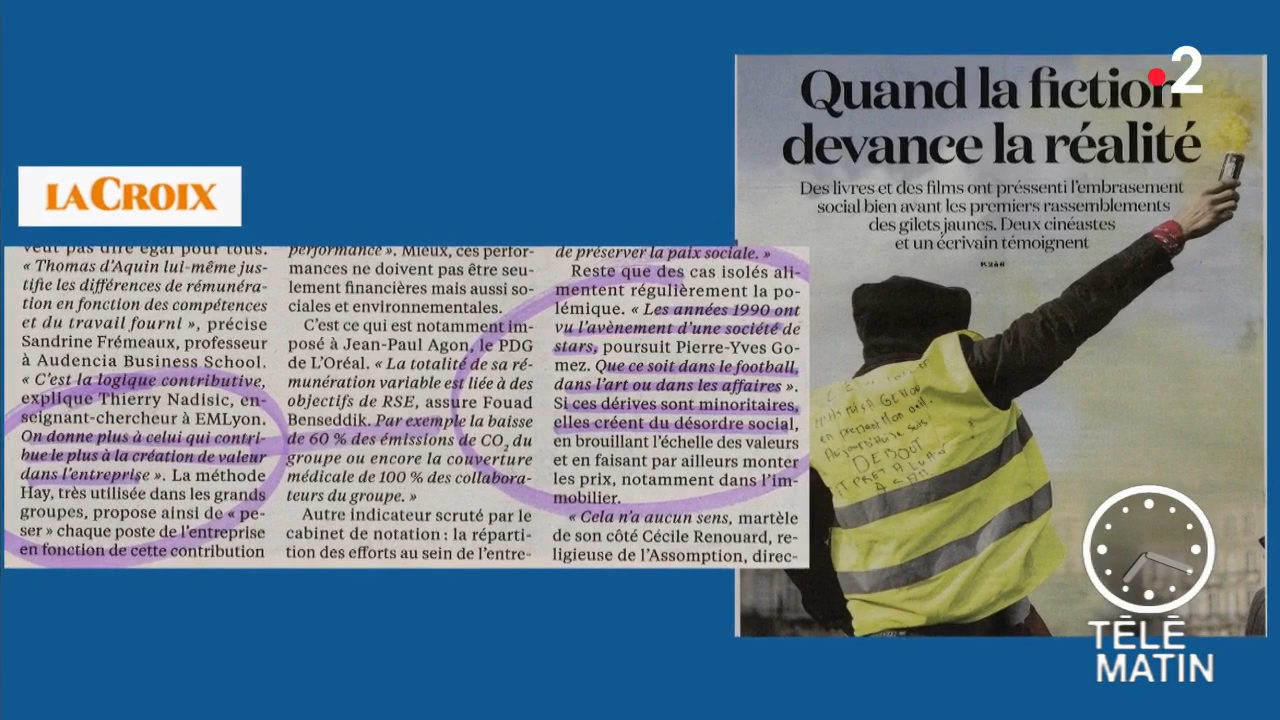 LA CROIX
veut pas dire égal pour tous.
« Thomas d'Aquin lui-même jus-
tifie les différences de rémunéra-
tion en fonction des compétences
et du travail fourni », précise
Sandrine Frémeaux, professeur
à Audencia Business School.
« C'est la logique contributive,
explique Thierry Nadisic, en-
seignant-chercheur à EMLyon.
On donne plus à celui qui contri-
bue le plus à la création de valeur
dans l'entreprise ». La méthode
Hay, très utilisée dans les grands
groupes, propose ainsi de « pe-
ser » chaque poste de l'entreprise
en fonction de cette contribution
performance ». Mieux, ces perfor-
mances ne doivent pas être seu-
lement financières mais aussi so-
ciales et environnementales.
C'est ce qui est notamment im-
posé à Jean-Paul Agon, le PDG
de L'Oréal. « La totalité de sa ré-
munération variable est liée à des
objectifs de RSE, assure Fouad
Benseddik. Par exemple la baisse
de 60 % des émissions de CO2 du
groupe ou encore la couverture
médicale de 100 % des collabora-
teurs du groupe. »
Autre indicateur scruté par le
cabinet de notation : la réparti-
tion des efforts au sein de l'entre-
de préserver la paix sociale. »
Reste que des cas isolés ali-
mentent régulièrement la po-
lémique. « Les années 1990 ont
vu l'avènement d'une société de
stars, poursuit Pierre-Yves Go-
mez. Que ce soit dans le football,
dans l'art ou dans les affaires ».
Si ces dérives sont minoritaires,
elles créent du désordre social,
en brouillant l'échelle des valeurs
et en faisant par ailleurs monter
les prix, notamment dans l'im-
mobilier.
« Cela n'a aucun sens, martèle
de son côté Cécile Renouard, re-
ligieuse de l'Assomption, direc-
Quand la fiction
devance la réalité
Des livres et des films ont préssenti l'embrasement
social bien avant les premiers rassemblements
des gilets jaunes. Deux cinéastes
et un écrivain témoignent
DEBOUT
2
TÉLÉ
MATIN